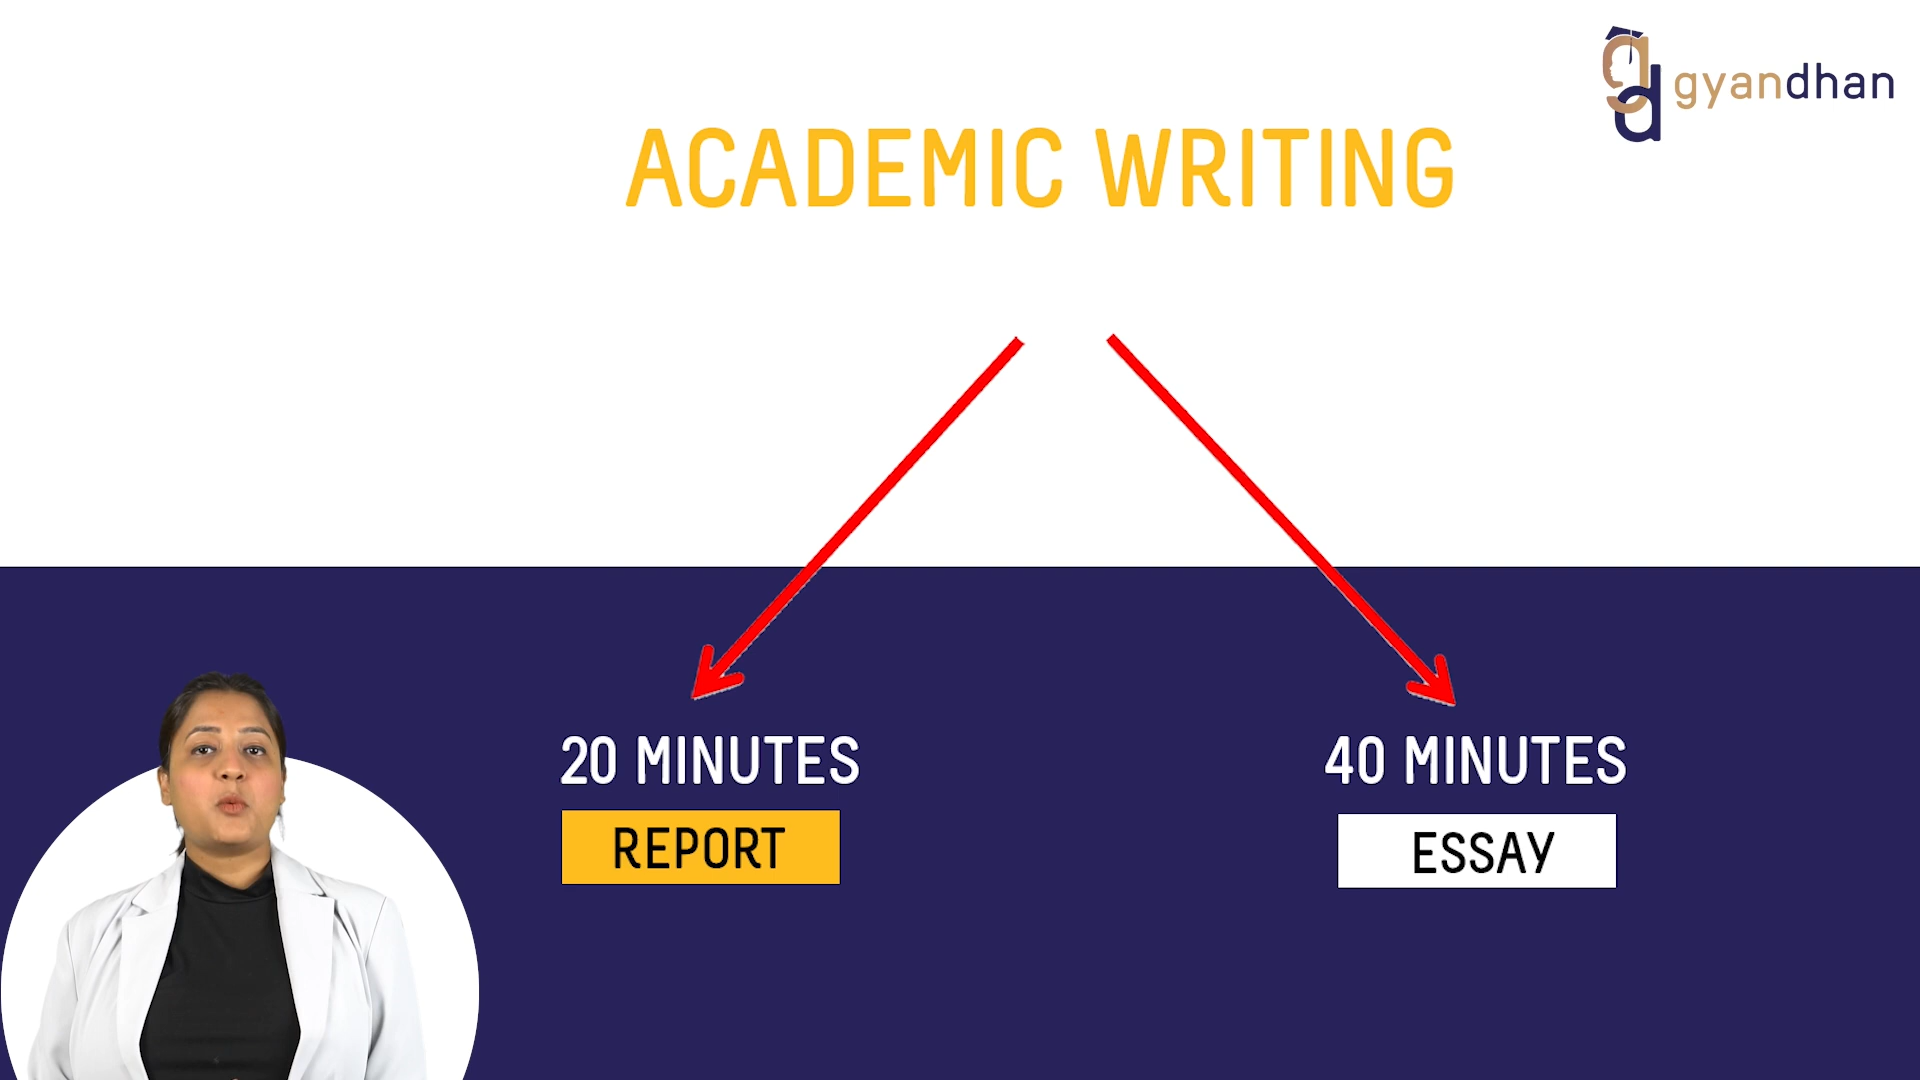 gyandhan
ACADEMIC WRITING
20 MINUTES
REPORT
40 MINUTES
ESSAY